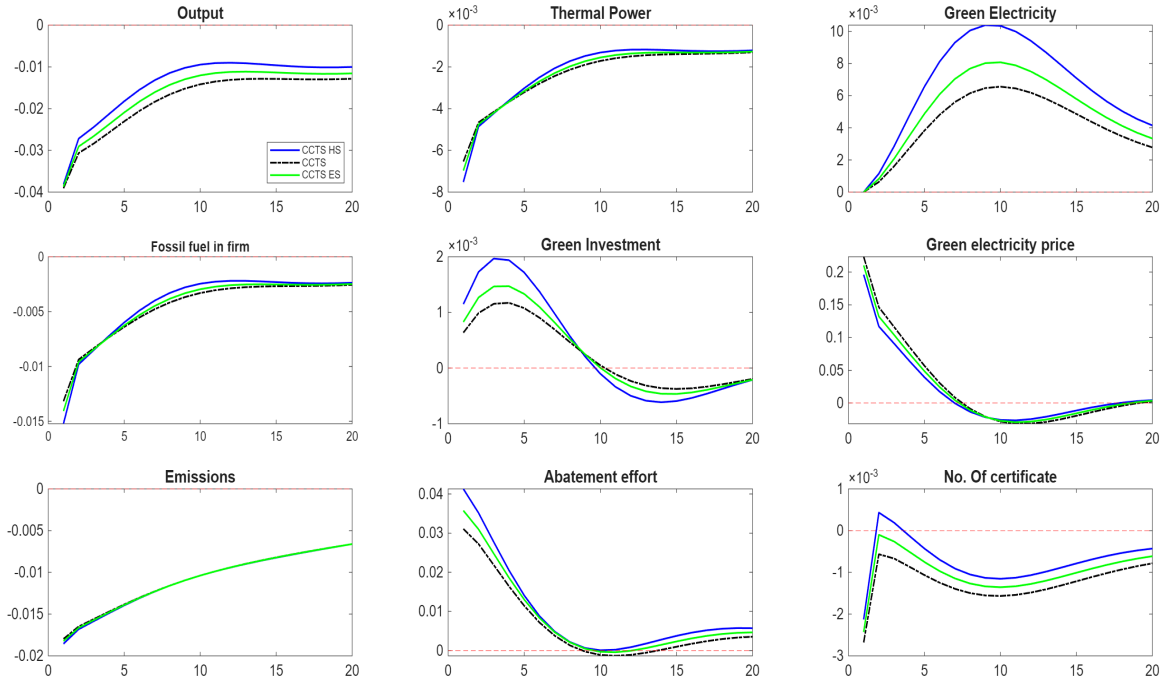 Output
0
-0.01
-0.02
-0.03
-0.04
0 5 10 15 20
CCTS HS
CCTS
CCTS ES
×10⁻³ Thermal Power
0
-2
-4
-6
-8
0 5 10 15 20
×10⁻³ Green Electricity
10
8
6
4
2
0
0 5 10 15 20
Fossil fuel in firm
0
-0.005
-0.01
-0.015
0 5 10 15 20
×10⁻³ Green Investment
2
1
0
-1
0 5 10 15 20
Green electricity price
0.2
0.15
0.1
0.05
0
0 5 10 15 20
Emissions
0
-0.005
-0.01
-0.015
-0.02
0 5 10 15 20
Abatement effort
0.04
0.03
0.02
0.01
0
0 5 10 15 20
×10⁻³ No. Of certificate
1
0
-1
-2
-3
0 5 10 15 20